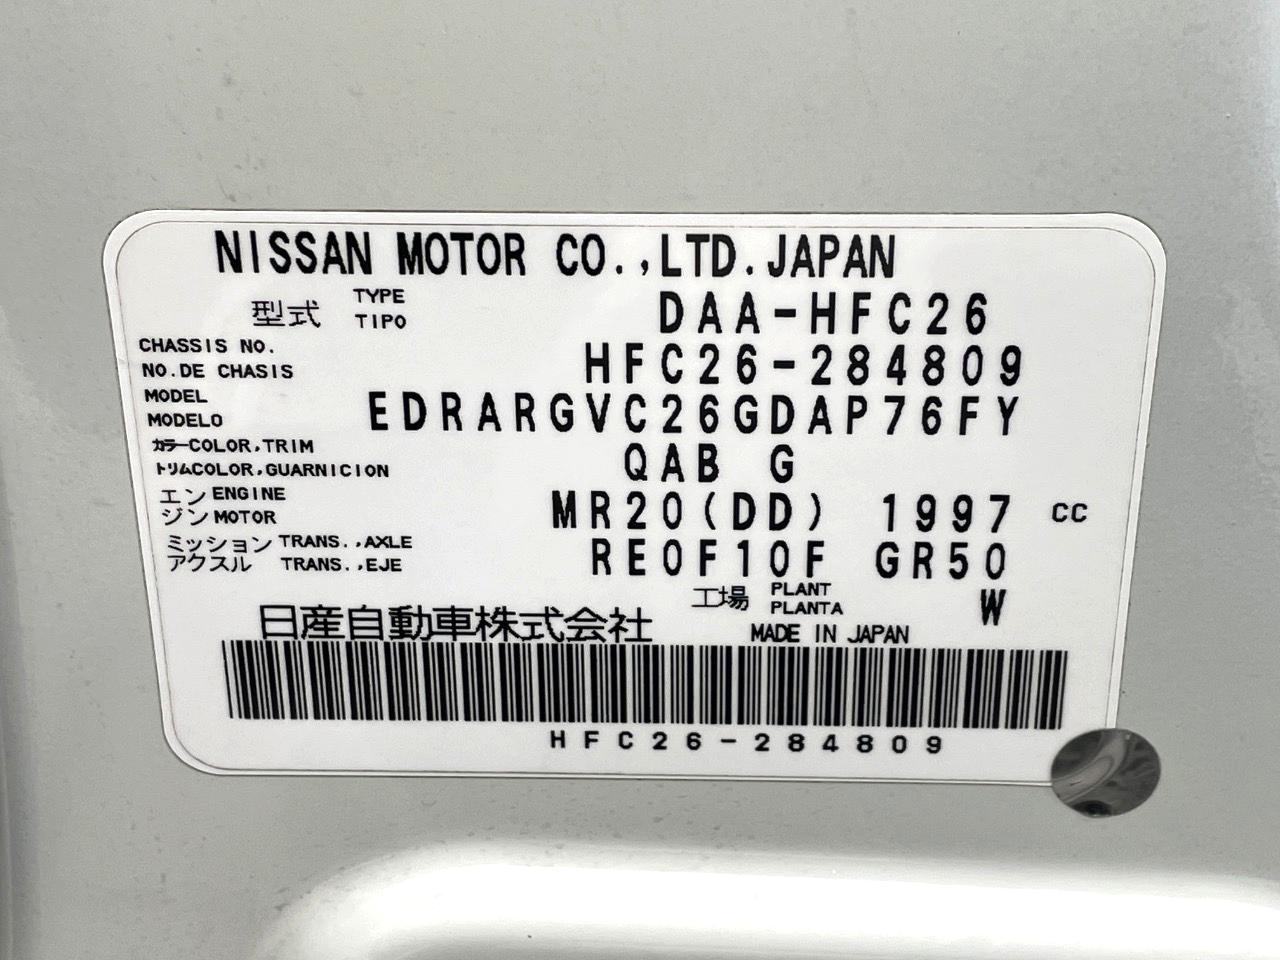 NISSAN MOTOR CO.,LTD.JAPAN
型式 TYPE TIPO DAA-HFC26
CHASSIS NO.
NO.DE CHASIS HFC26-284809
MODEL
MODELO EDRARGVC26GDAP76FY
カラーCOLOR,TRIM
トリムCOLOR,GUARNICION QAB G
エンジン ENGINE MOTOR MR20(DD) 1997 CC
ミッション TRANS.,AXLE
アクスル TRANS.,EJE RE0F10F GR50
工場 PLANT PLANTA W
日産自動車株式会社 MADE IN JAPAN
HFC26-284809